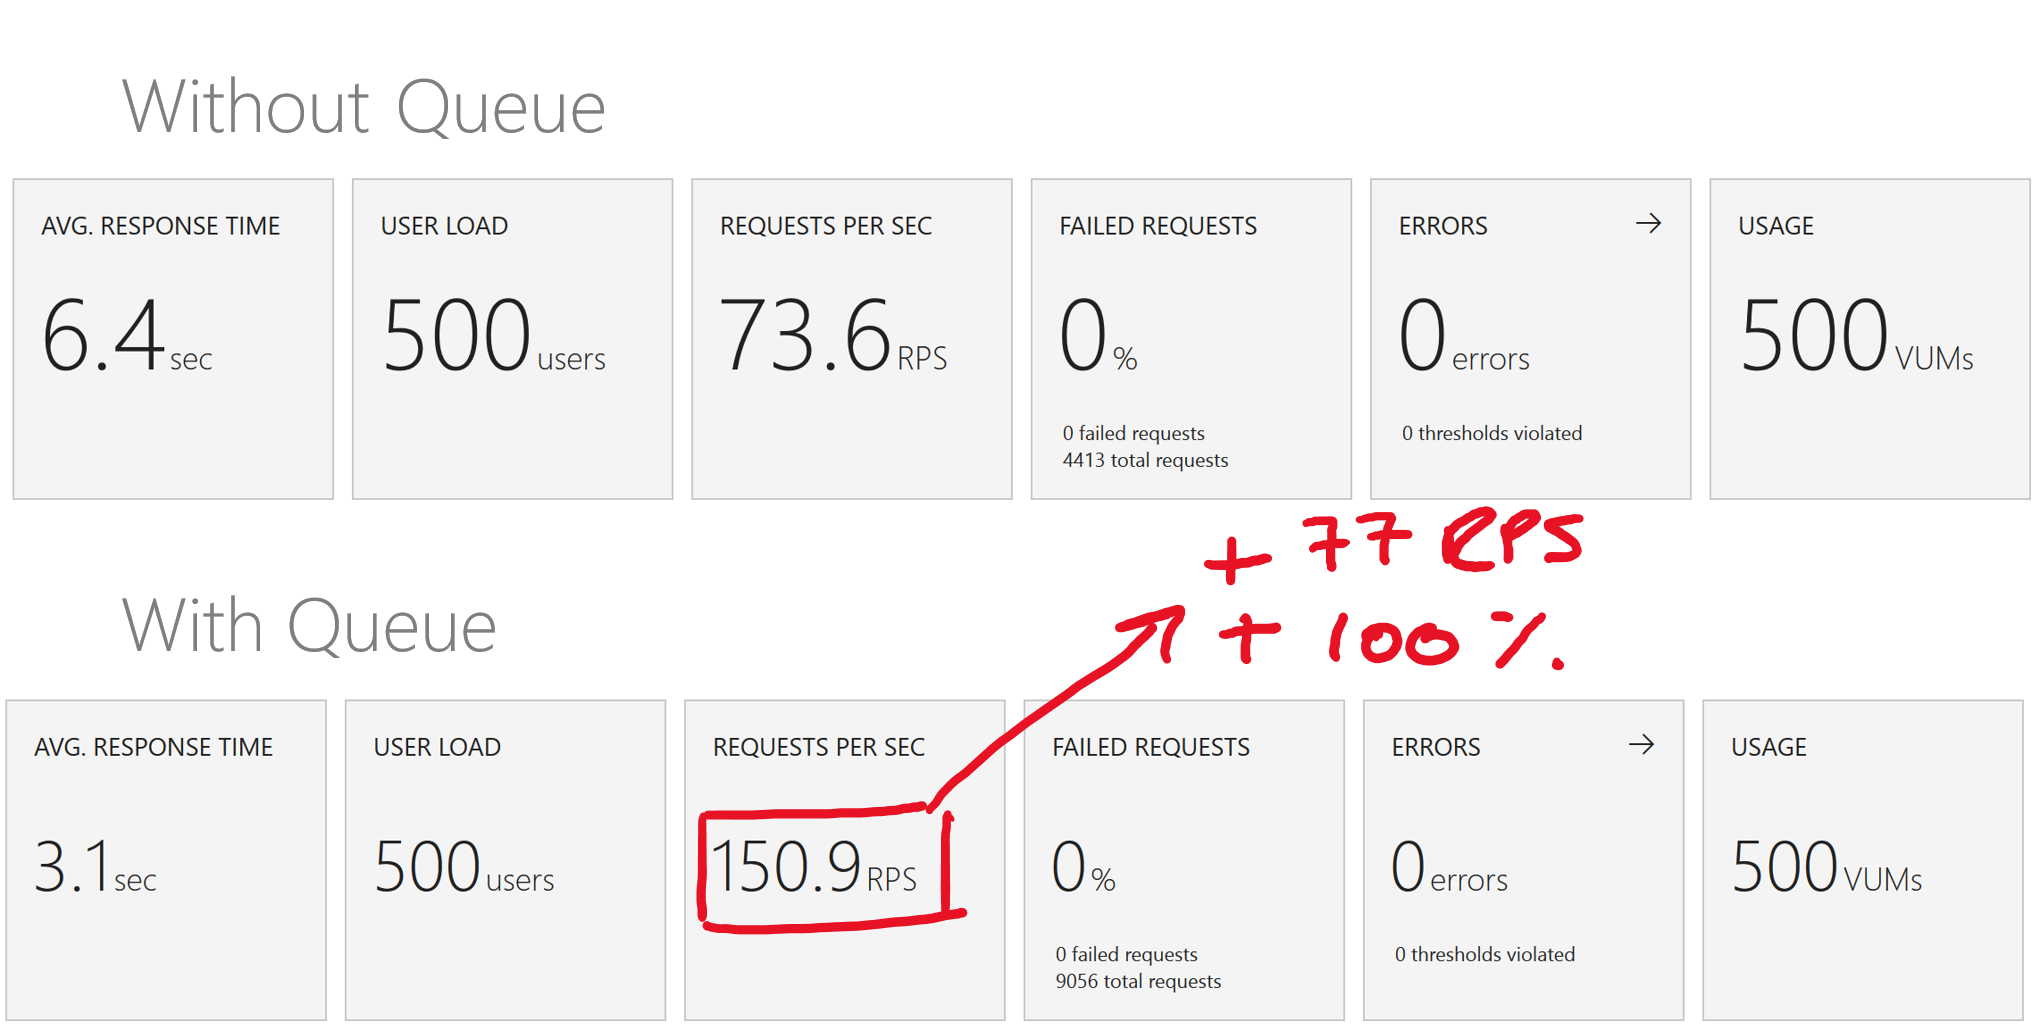 Without Queue
AVG. RESPONSE TIME
6.4 sec
USER LOAD
500 users
REQUESTS PER SEC
73.6 RPS
FAILED REQUESTS
0 %
0 failed requests
4413 total requests
ERRORS →
0 errors
0 thresholds violated
USAGE
500 VUMs
+ 77 RPS
+ 100 %.
With Queue
AVG. RESPONSE TIME
3.1 sec
USER LOAD
500 users
REQUESTS PER SEC
150.9 RPS
FAILED REQUESTS
0 %
0 failed requests
9056 total requests
ERRORS →
0 errors
0 thresholds violated
USAGE
500 VUMs